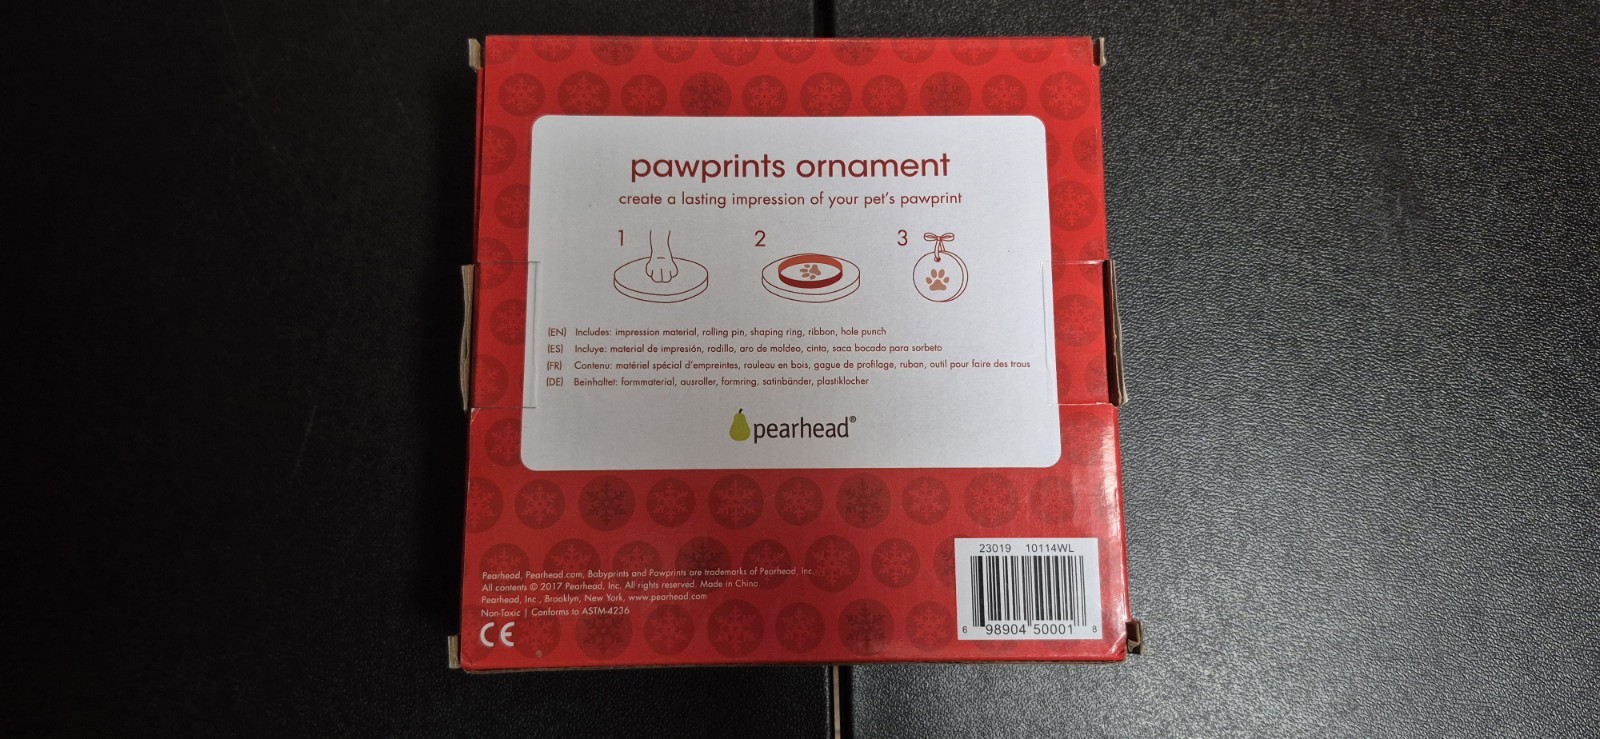 pawprints ornament
create a lasting impression of your pet's pawprint
1 2 3
(EN) Includes: impression material, rolling pin, shaping ring, ribbon, hole punch
(ES) Incluye: material de impresión, rodillo, aro de moldeo, cinta, saca bocado para sorbeto
(FR) Contenu: matériel spécial d'empreintes, rouleau en bois, gague de profilage, ruban, outil pour faire des trous
(DE) Beinhaltet: formmaterial, ausroller, formring, satinbänder, plastiklocher
pearhead®
23019 10114WL
6 98904 50001 8
Pearhead, Pearhead.com, Babyprints and Pawprints are trademarks of Pearhead, Inc.
All contents © 2017 Pearhead, Inc. All rights reserved. Made in China.
Pearhead, Inc., Brooklyn, New York, www.pearhead.com
Non-Toxic | Conforms to ASTM-4236
CE